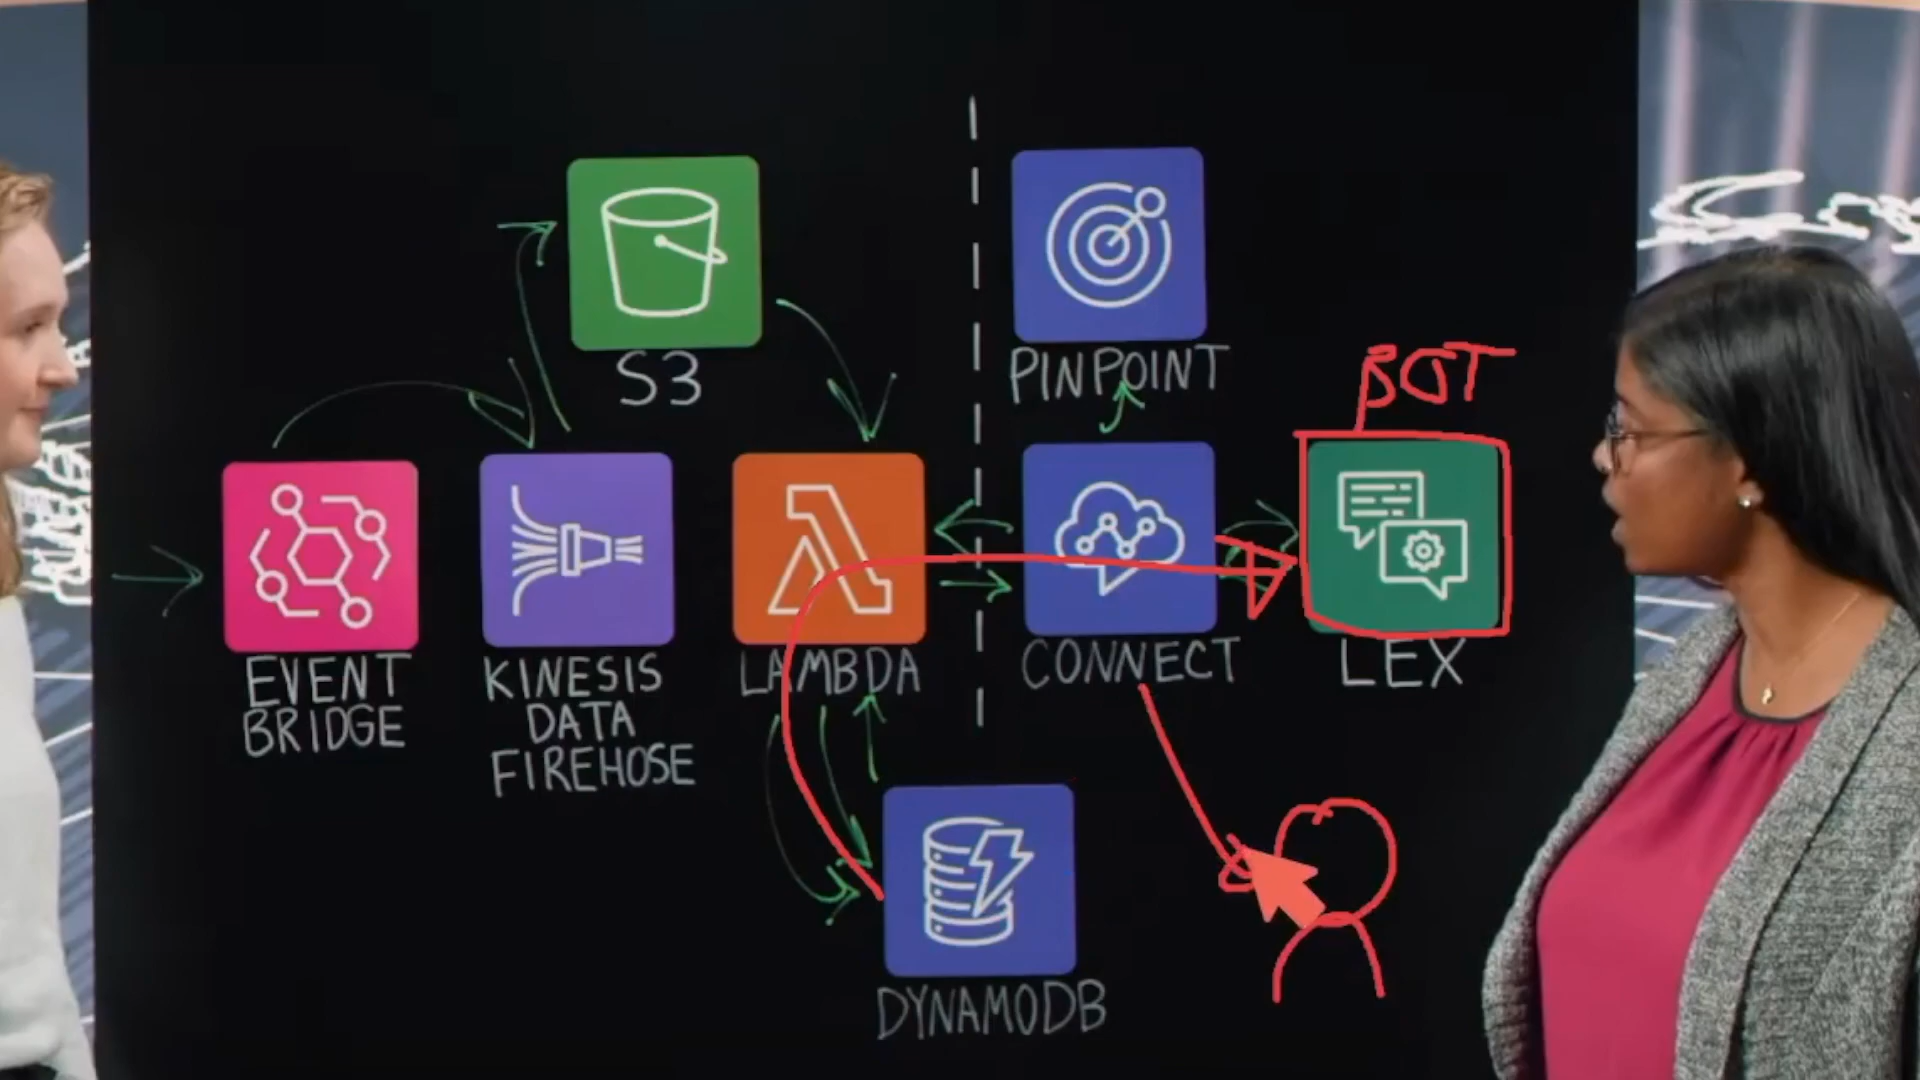 S3
PINPOINT
BOT
EVENT
BRIDGE
KINESIS
DATA
FIREHOSE
LAMBDA
CONNECT
LEX
DYNAMODB